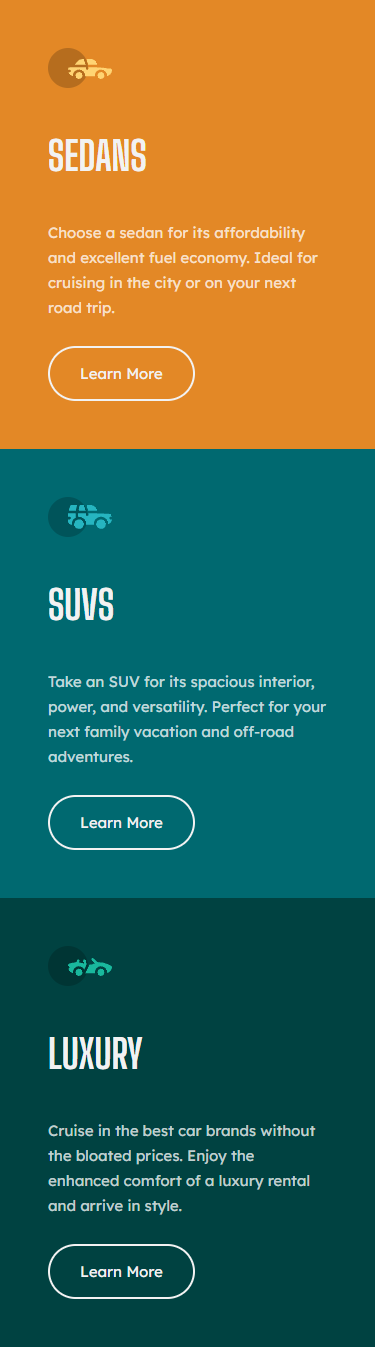 SEDANS
Choose a sedan for its affordability
and excellent fuel economy. Ideal for
cruising in the city or on your next
road trip.
Learn More
SUVS
Take an SUV for its spacious interior,
power, and versatility. Perfect for your
next family vacation and off-road
adventures.
Learn More
LUXURY
Cruise in the best car brands without
the bloated prices. Enjoy the
enhanced comfort of a luxury rental
and arrive in style.
Learn More